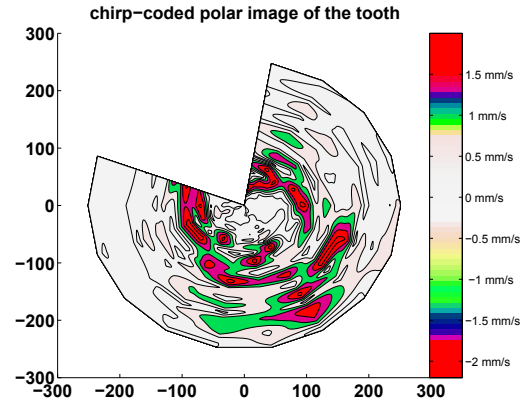 chirp−coded polar image of the tooth
300
200
100
0
−100
−200
−300
−300 −200 −100 0 100 200 300
1.5 mm/s
1 mm/s
0.5 mm/s
0 mm/s
−0.5 mm/s
−1 mm/s
−1.5 mm/s
−2 mm/s